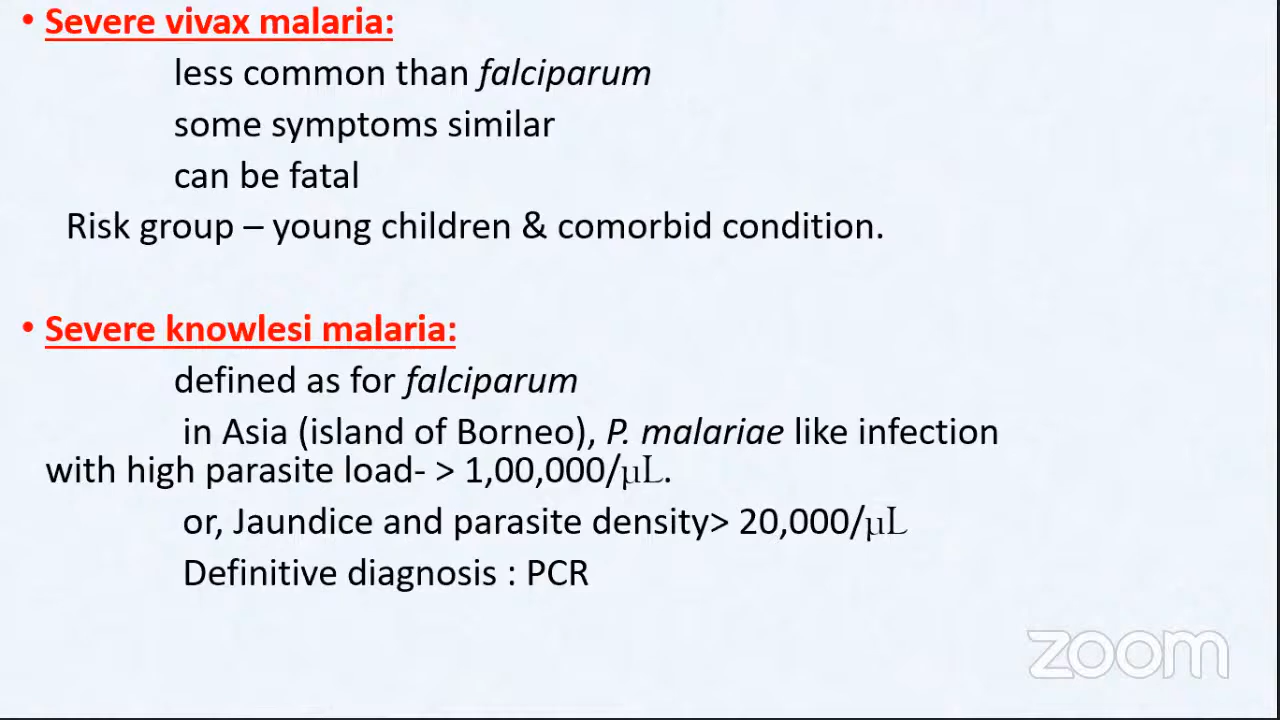 • Severe vivax malaria:
less common than falciparum
some symptoms similar
can be fatal
Risk group – young children & comorbid condition.
• Severe knowlesi malaria:
defined as for falciparum
in Asia (island of Borneo), P. malariae like infection
with high parasite load- > 1,00,000/µL.
or, Jaundice and parasite density> 20,000/µL
Definitive diagnosis : PCR
zoom